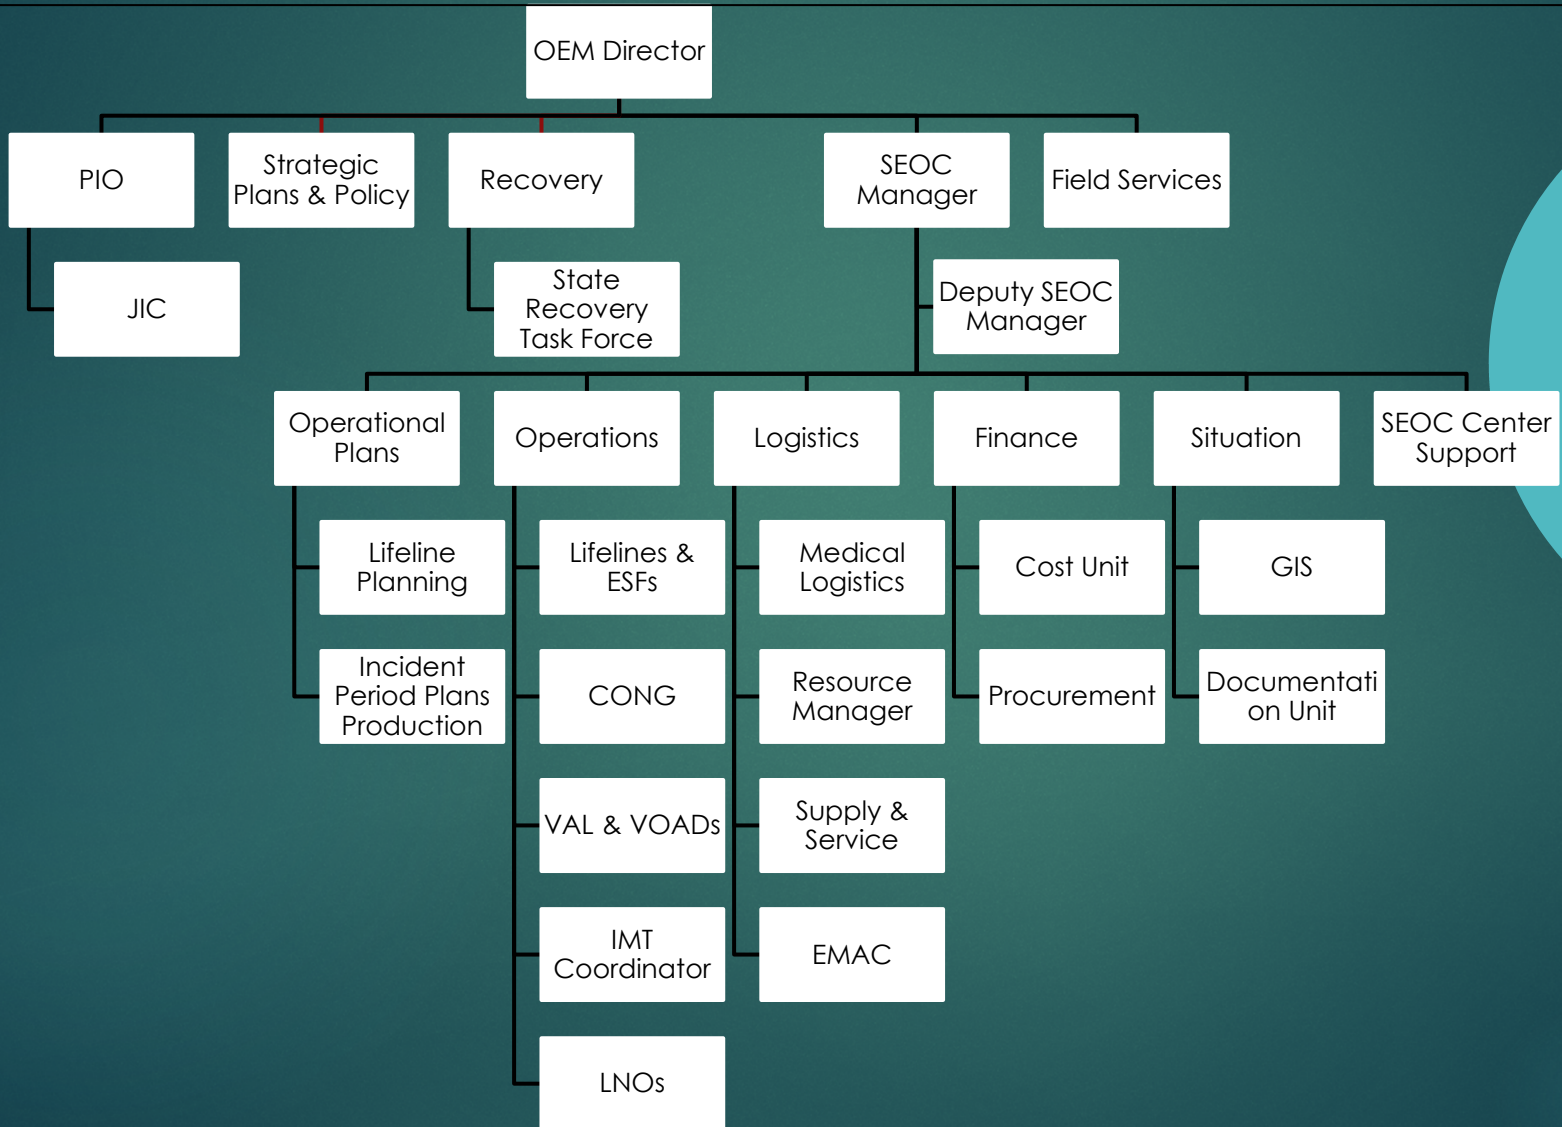 OEM Director
PIO
Strategic
Plans & Policy
Recovery
SEOC
Manager
Field Services
JIC
State
Recovery
Task Force
Deputy SEOC
Manager
Operational
Plans
Operations
Logistics
Finance
Situation
SEOC Center
Support
Lifeline
Planning
Lifelines &
ESFs
Medical
Logistics
Cost Unit
GIS
Incident
Period Plans
Production
CONG
Resource
Manager
Procurement
Documentati
on Unit
VAL & VOADs
Supply &
Service
IMT
Coordinator
EMAC
LNOs